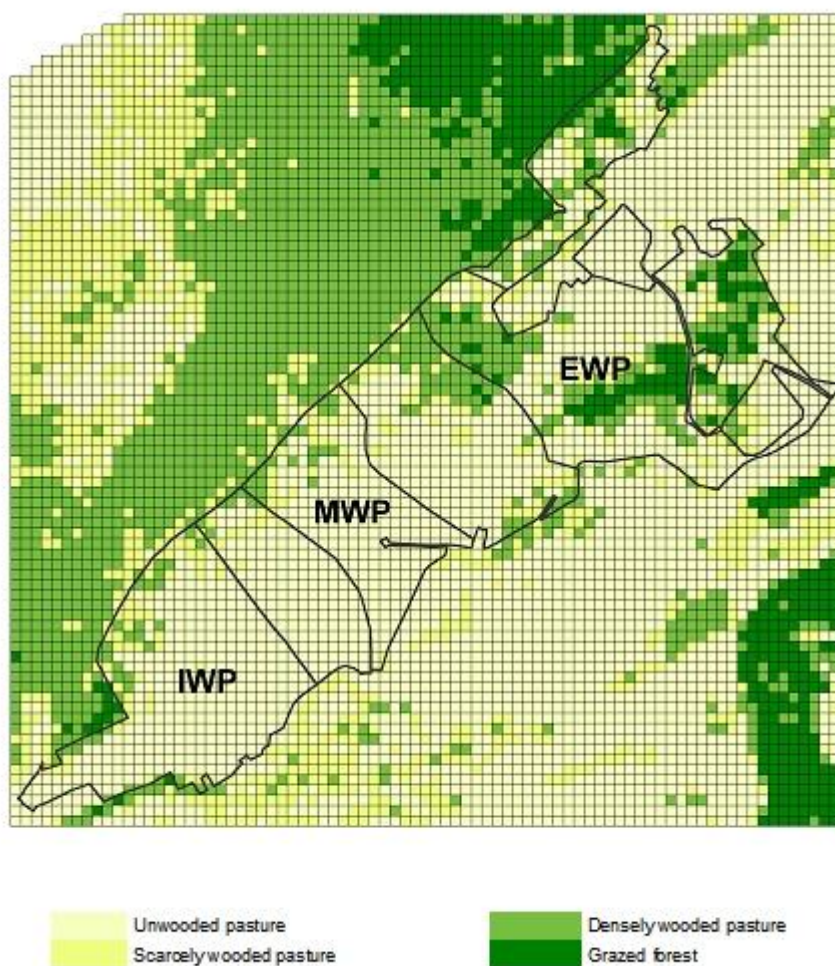 EWP
MWP
IWP
Unwooded pasture
Scarcely wooded pasture
Densely wooded pasture
Grazed forest